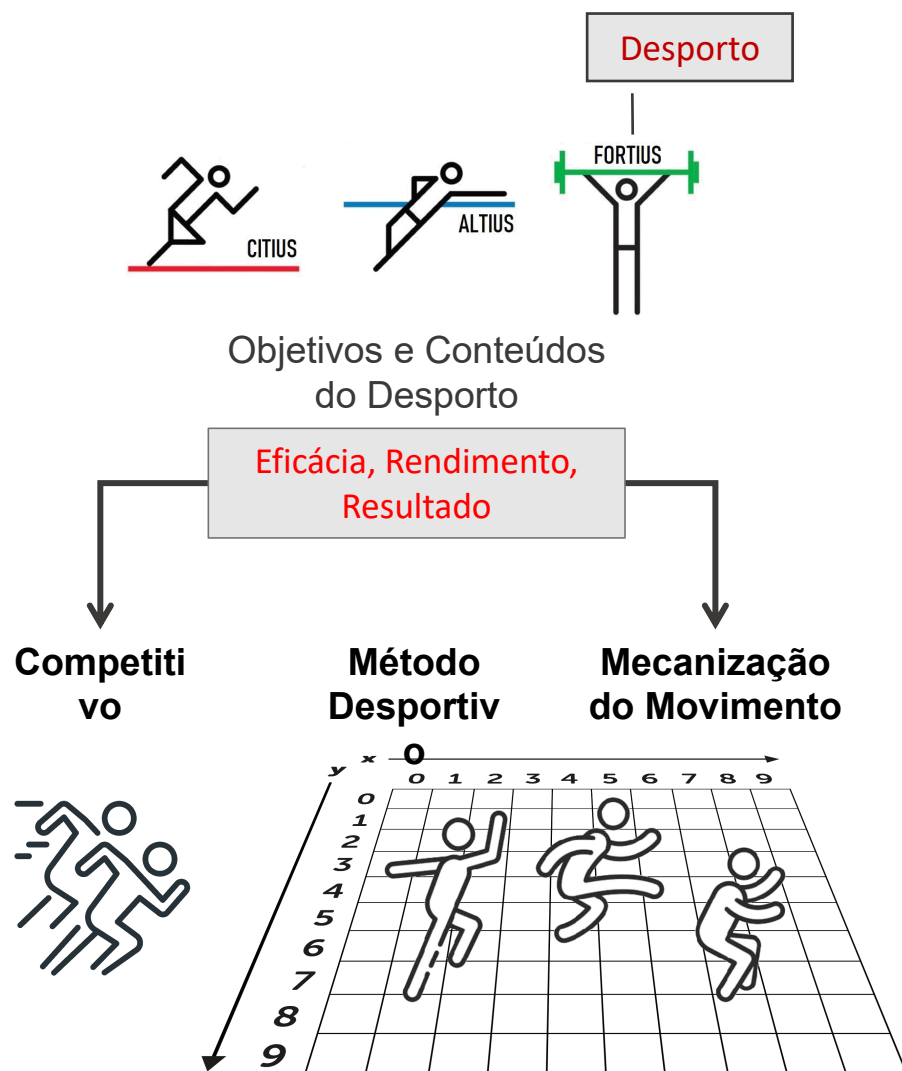 Desporto
FORTIUS
ALTIUS
CITIUS
Objetivos e Conteúdos
do Desporto
Eficácia, Rendimento,
Resultado
Competiti
vo
Método
Desportiv
o
Mecanização
do Movimento
x
y
0 1 2 3 4 5 6 7 8 9
0
1
2
3
4
5
6
7
8
9